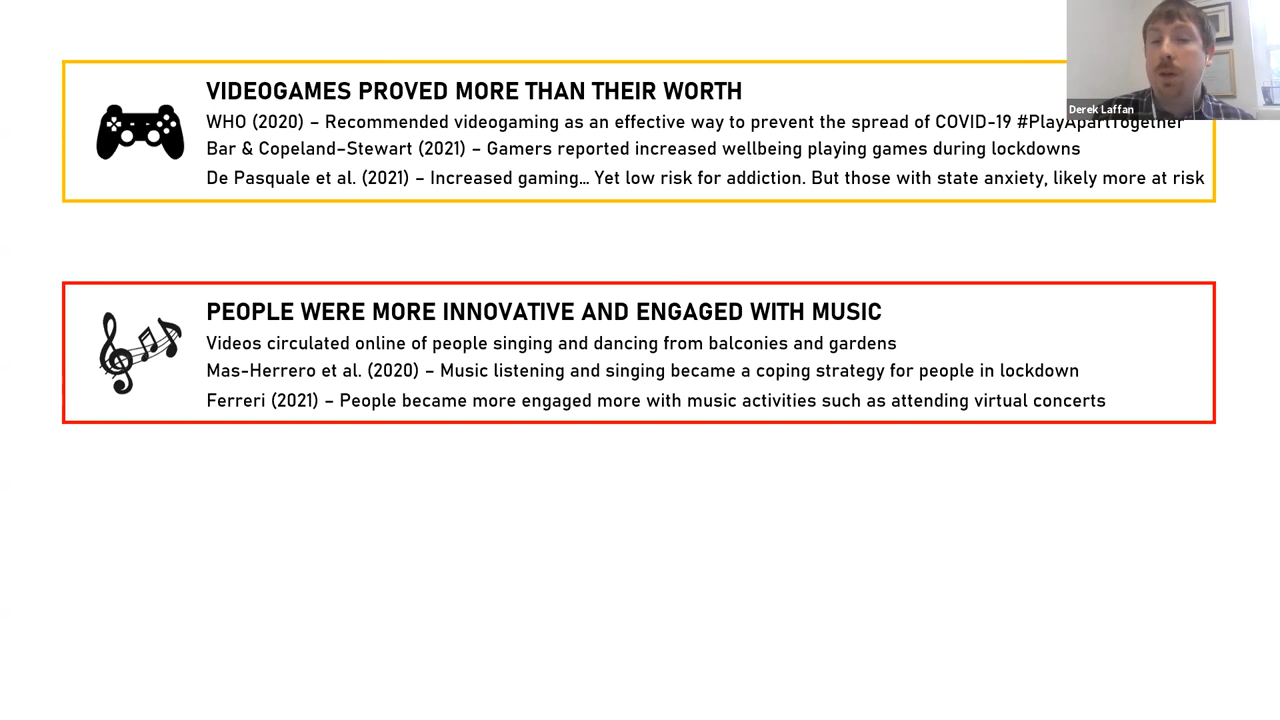 VIDEOGAMES PROVED MORE THAN THEIR WORTH
WHO (2020) – Recommended videogaming as an effective way to prevent the spread of COVID-19 #PlayApartTogether
Bar & Copeland-Stewart (2021) – Gamers reported increased wellbeing playing games during lockdowns
De Pasquale et al. (2021) – Increased gaming... Yet low risk for addiction. But those with state anxiety, likely more at risk
Derek Laffan
PEOPLE WERE MORE INNOVATIVE AND ENGAGED WITH MUSIC
Videos circulated online of people singing and dancing from balconies and gardens
Mas-Herrero et al. (2020) – Music listening and singing became a coping strategy for people in lockdown
Ferreri (2021) – People became more engaged more with music activities such as attending virtual concerts